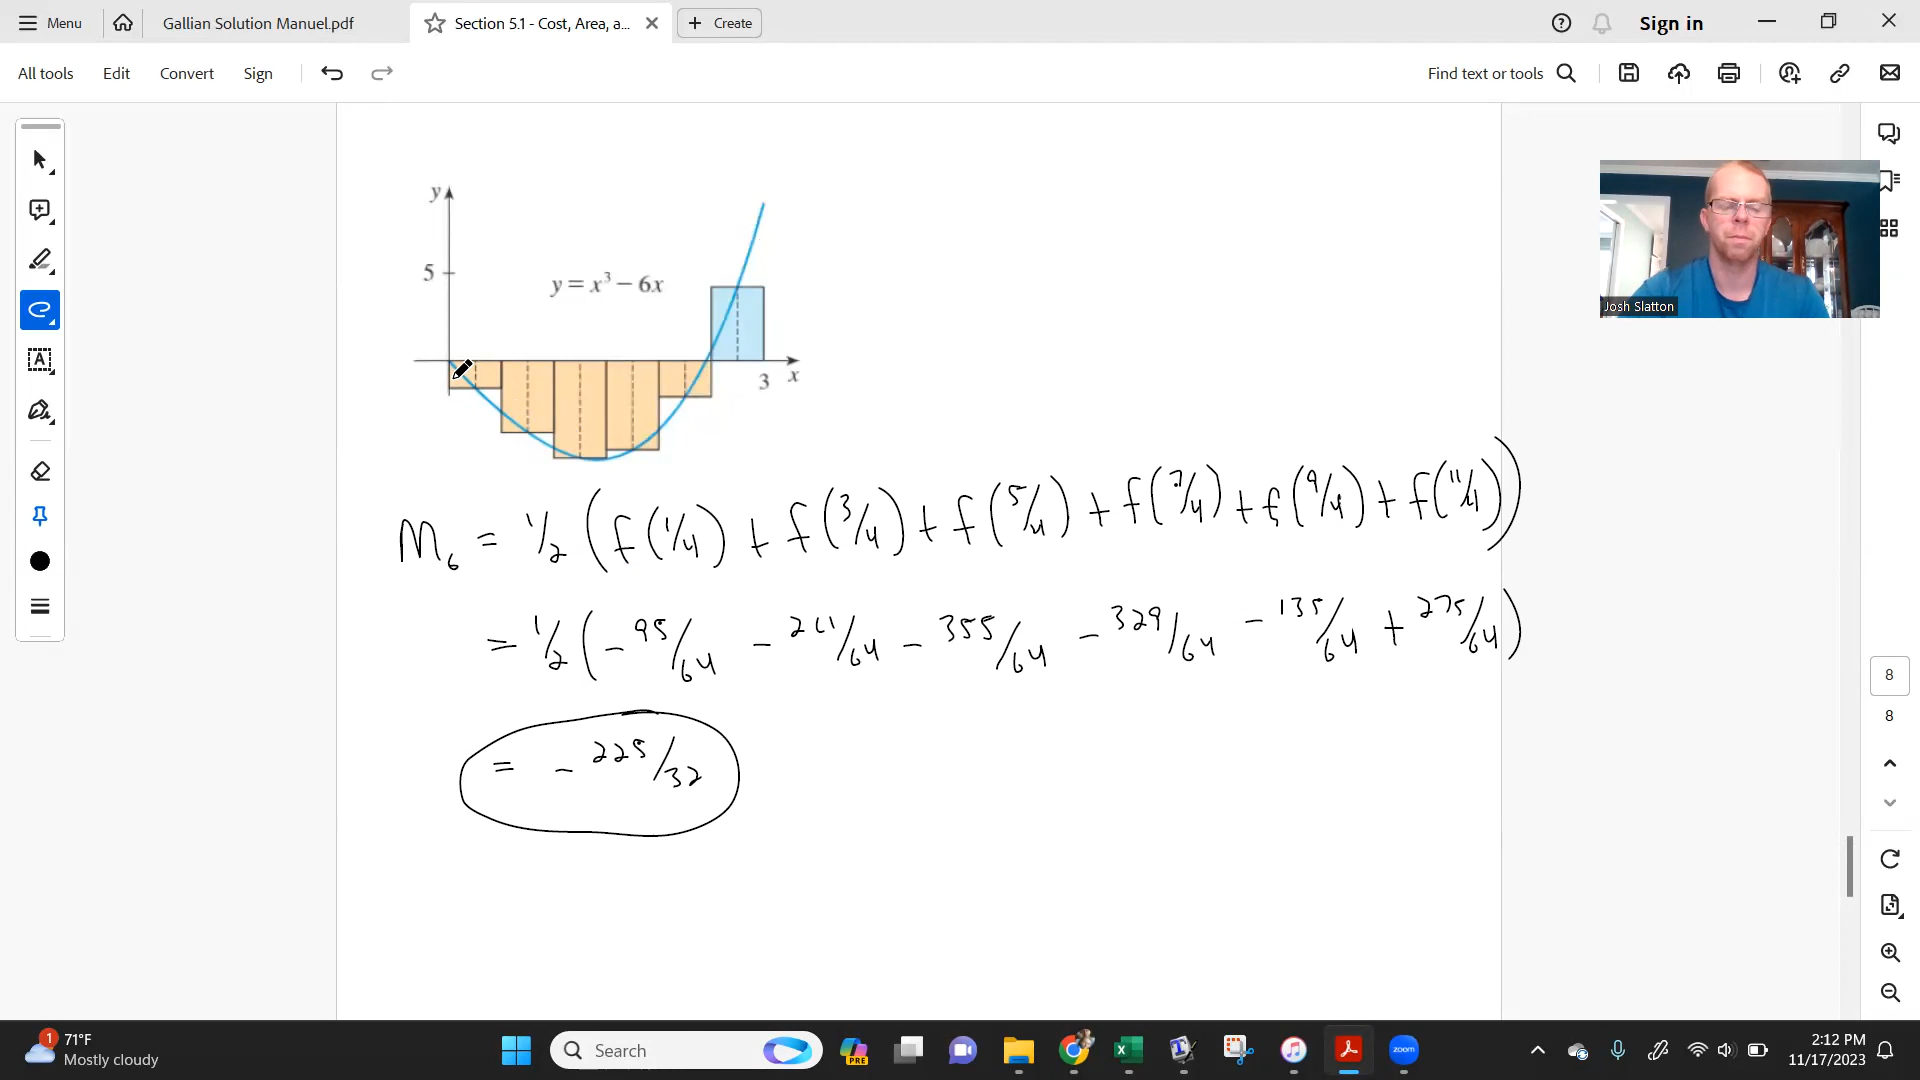 Menu
Gallian Solution Manuel.pdf
Section 5.1 - Cost, Area, a...
Create
Sign in
All tools
Edit
Convert
Sign
Find text or tools
y
5
y = x³ − 6x
3
x
Josh Slatton
M₆ = 1/2 (f(1/4) + f(3/4) + f(5/4) + f(7/4) + f(9/4) + f(11/4))
= 1/2 (− 95/64 − /64 − 355/64 − 329/64 − 135/64 + 275/64)
= − 225/32
8
8
1
71°F
Mostly cloudy
Search
PRE
zoom
2:12 PM
11/17/2023